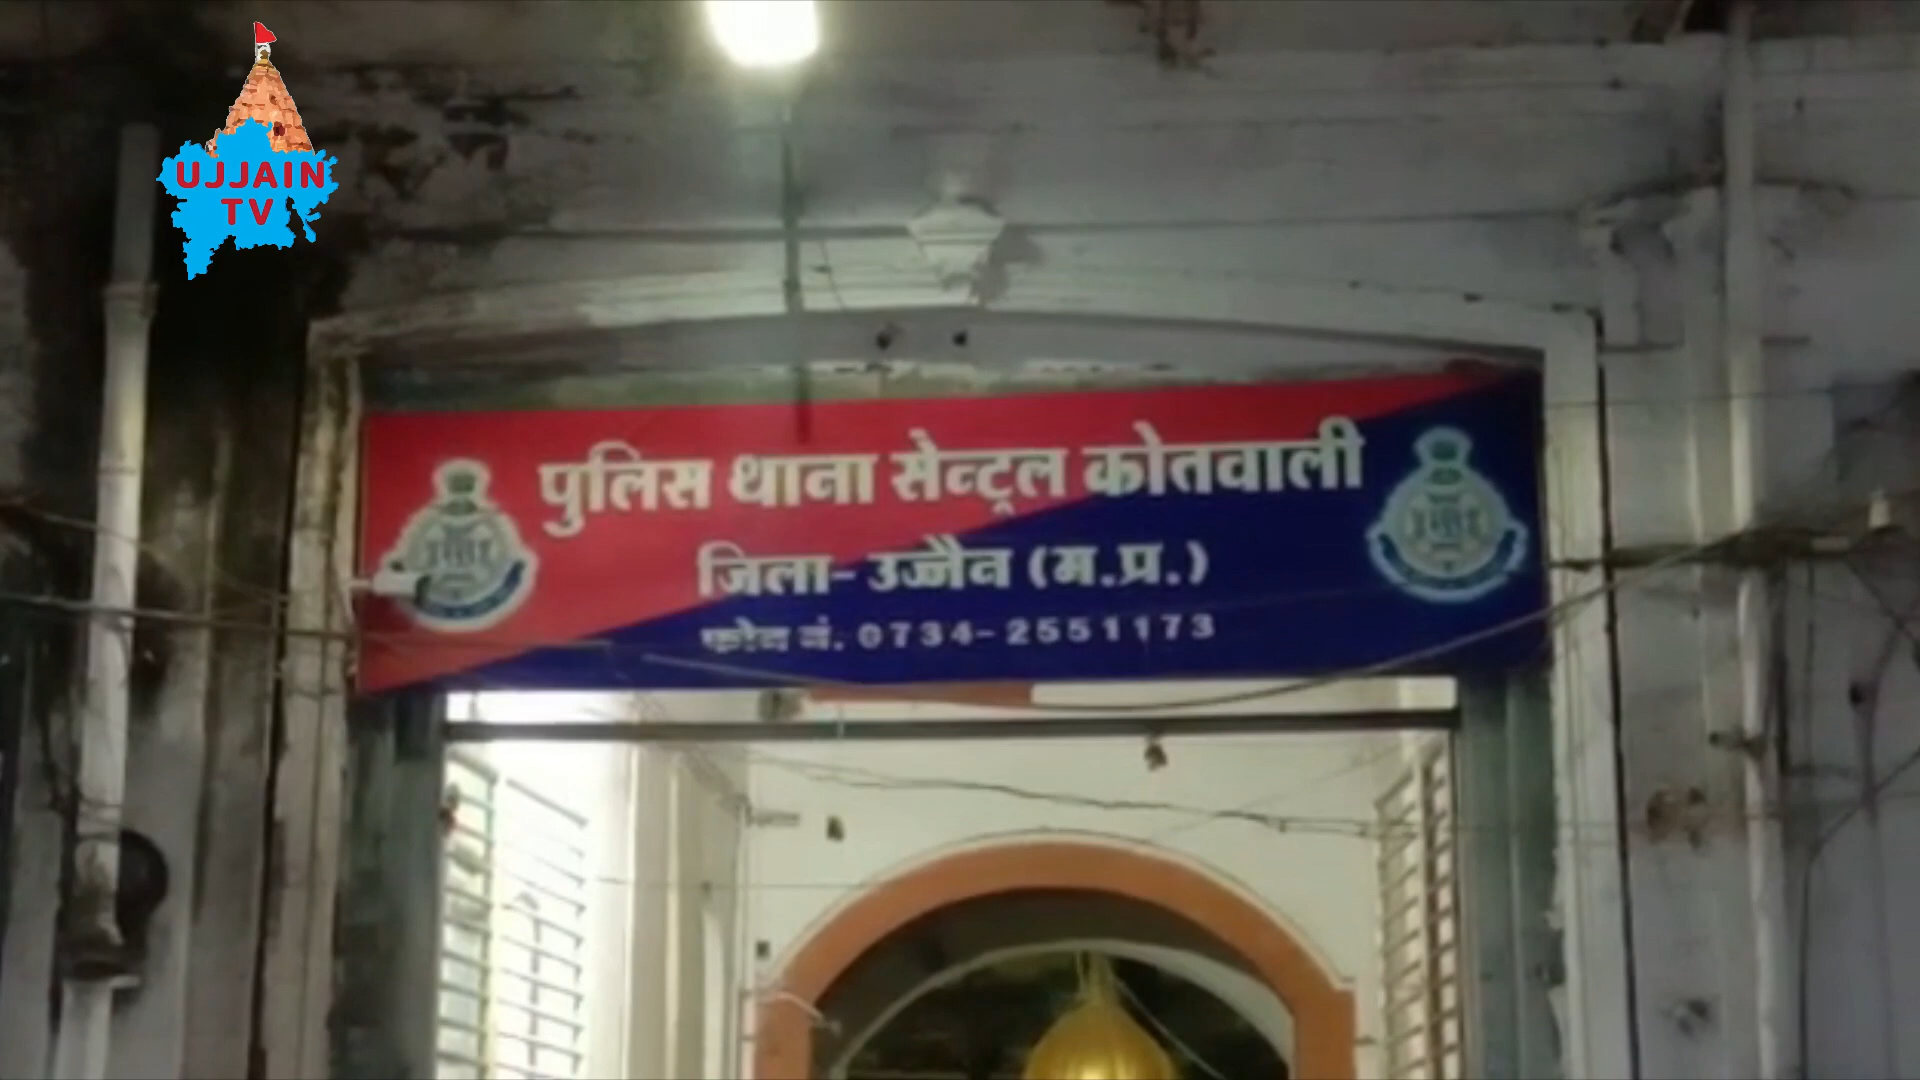 UJJAIN
TV
पुलिस थाना सेन्ट्रल कोतवाली
जिला- उज्जैन (म.प्र.)
फोन नं. 0734-2551173